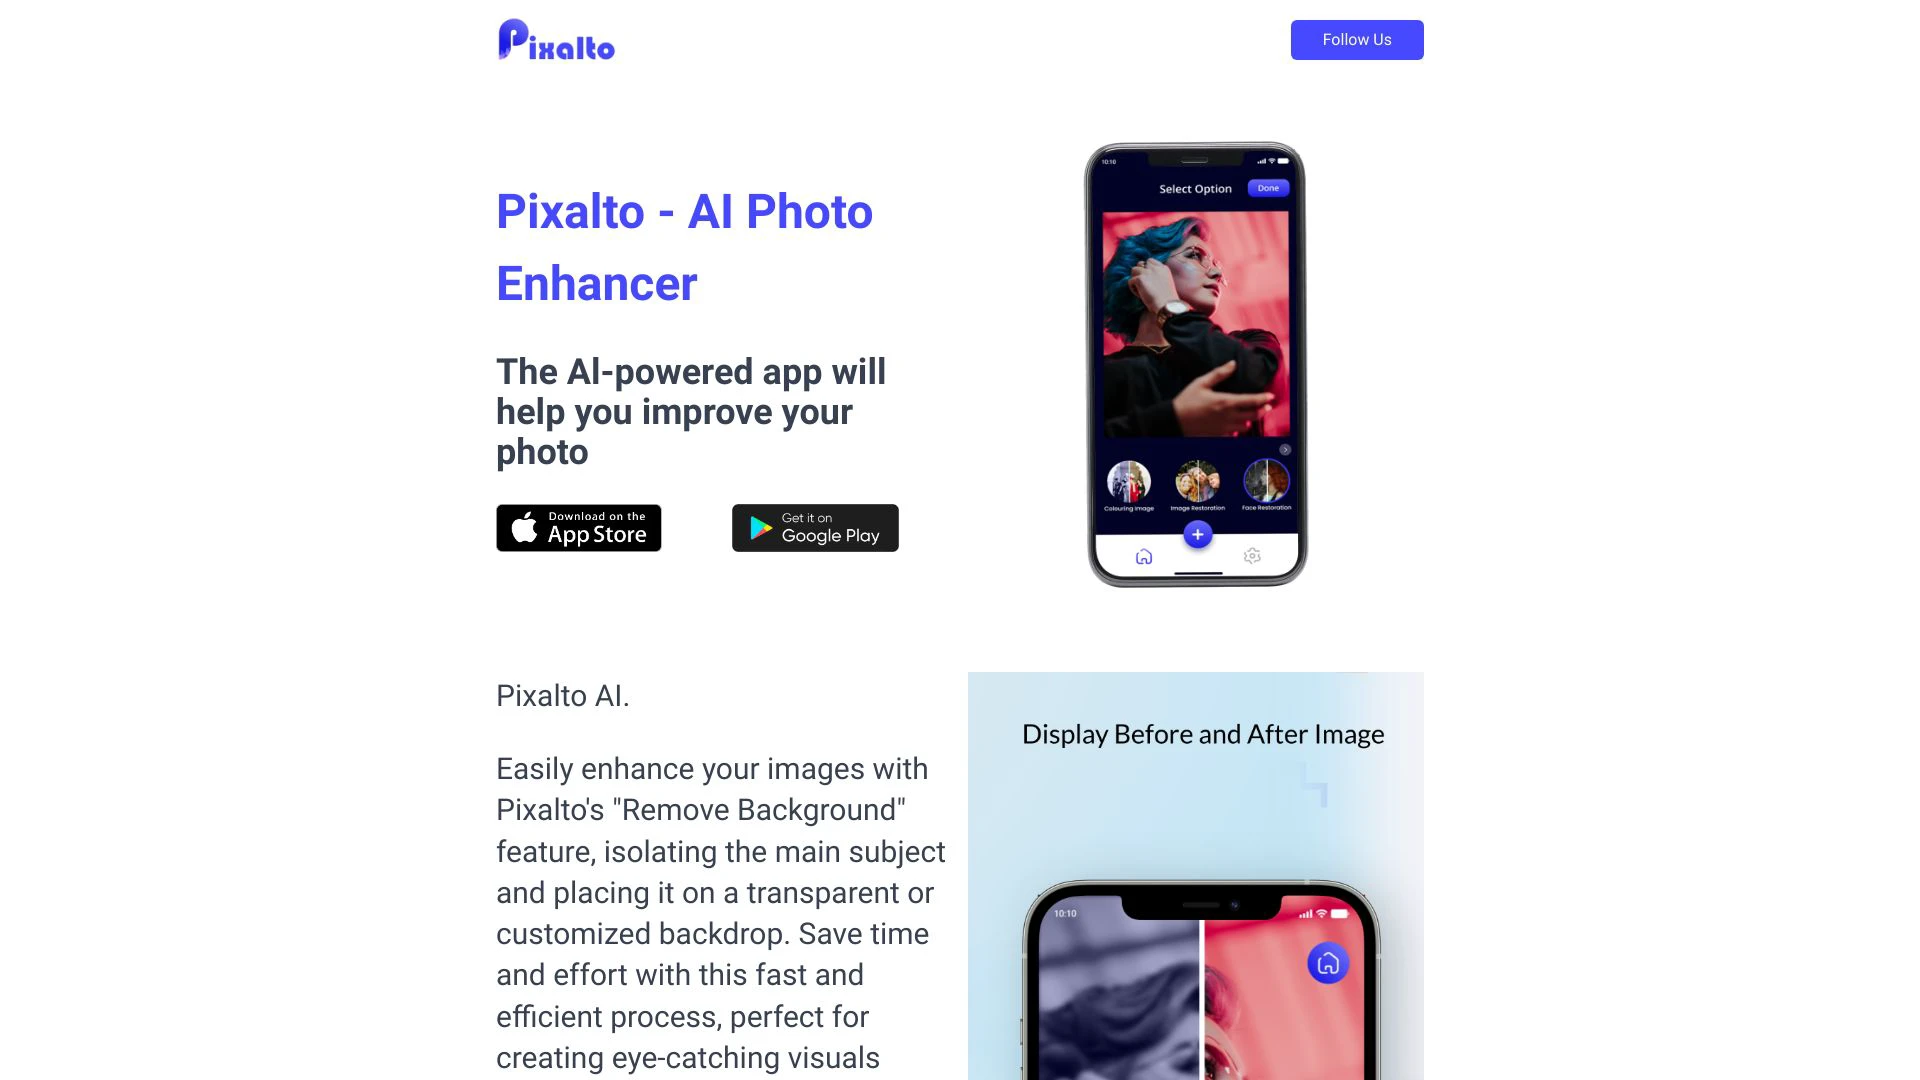 Pixalto
Follow Us
Pixalto - AI Photo
Enhancer
The Al-powered app will
help you improve your
photo
Download on the
App Store
Get it on
Google Play
10:10
Select Option
Done
Colouring Image
Image Restoration
Face Restoration
Pixalto AI.
Easily enhance your images with
Pixalto's "Remove Background"
feature, isolating the main subject
and placing it on a transparent or
customized backdrop. Save time
and effort with this fast and
efficient process, perfect for
creating eye-catching visuals
Display Before and After Image
10:10